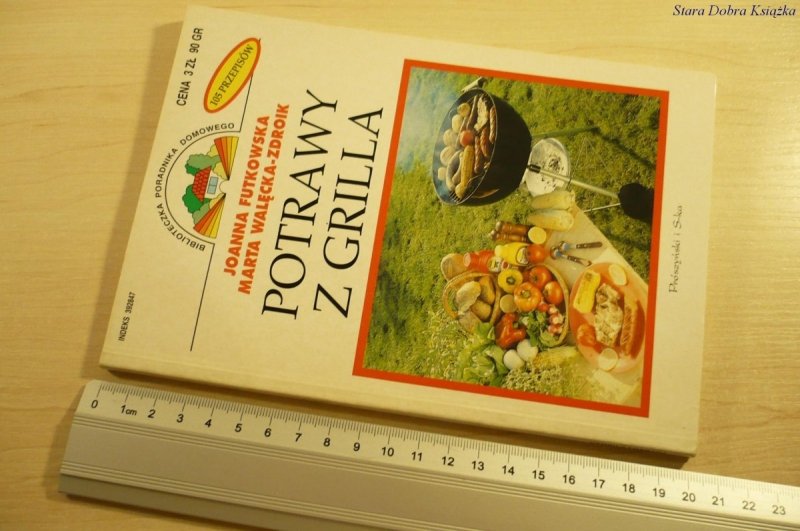 Stara Dobra Książka
CENA 3 ZŁ 90 GR
105 PRZEPISÓW
BIBLIOTECZKA PORADNIKA DOMOWEGO
JOANNA FUTKOWSKA
MARTA WALĘCKA-ZDROIK
POTRAWY
Z GRILLA
INDEKS 392847
Prószyński i S-ka
0 1cm 2 3 4 5 6 7 8 9 10 11 12 13 14 15 16 17 18 19 20 21 22 23